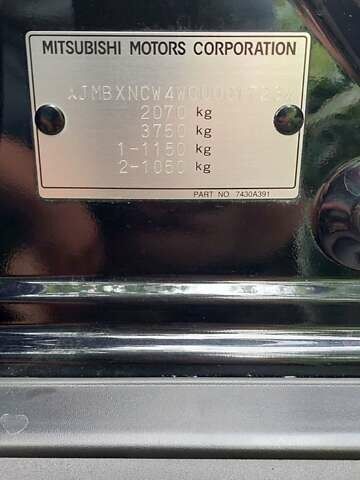 MITSUBISHI MOTORS CORPORATION
2070 kg
3750 kg
1-1150 kg
2-1050 kg
PART NO. 7430A391